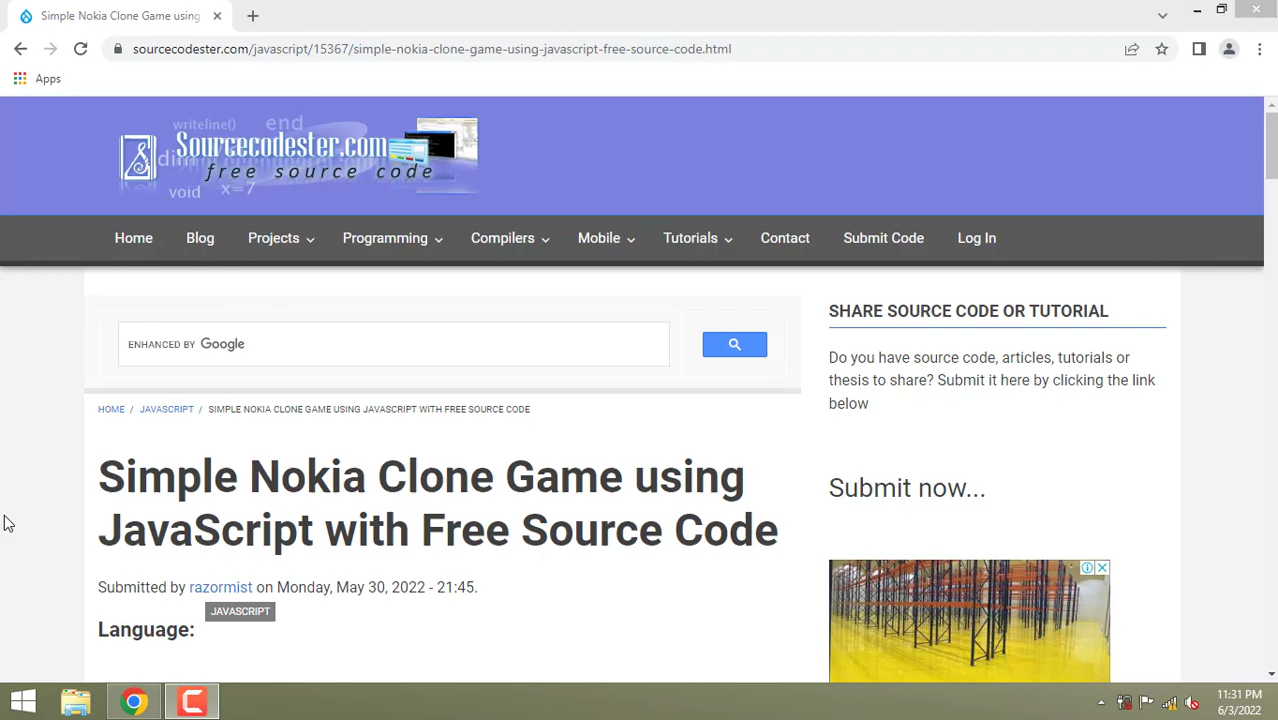 Simple Nokia Clone Game using
sourcecodester.com/javascript/15367/simple-nokia-clone-game-using-javascript-free-source-code.html
Apps
writeline() end
Sourcecodester.com
dim
free source code
void x=7
Home Blog Projects Programming Compilers Mobile Tutorials Contact Submit Code Log In
ENHANCED BY Google
HOME / JAVASCRIPT / SIMPLE NOKIA CLONE GAME USING JAVASCRIPT WITH FREE SOURCE CODE
Simple Nokia Clone Game using
JavaScript with Free Source Code
Submitted by razormist on Monday, May 30, 2022 - 21:45.
JAVASCRIPT
Language:
SHARE SOURCE CODE OR TUTORIAL
Do you have source code, articles, tutorials or
thesis to share? Submit it here by clicking the link
below
Submit now...
11:31 PM
6/3/2022